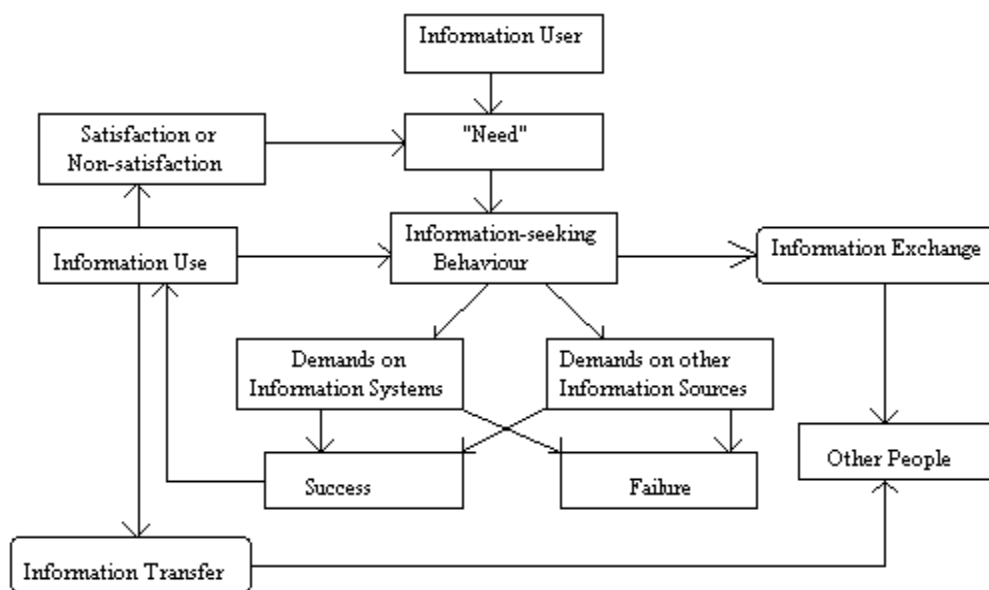 Information User
"Need"
Satisfaction or
Non-satisfaction
Information-seeking
Behaviour
Information Use
Information Exchange
Demands on
Information Systems
Demands on other
Information Sources
Success
Failure
Other People
Information Transfer